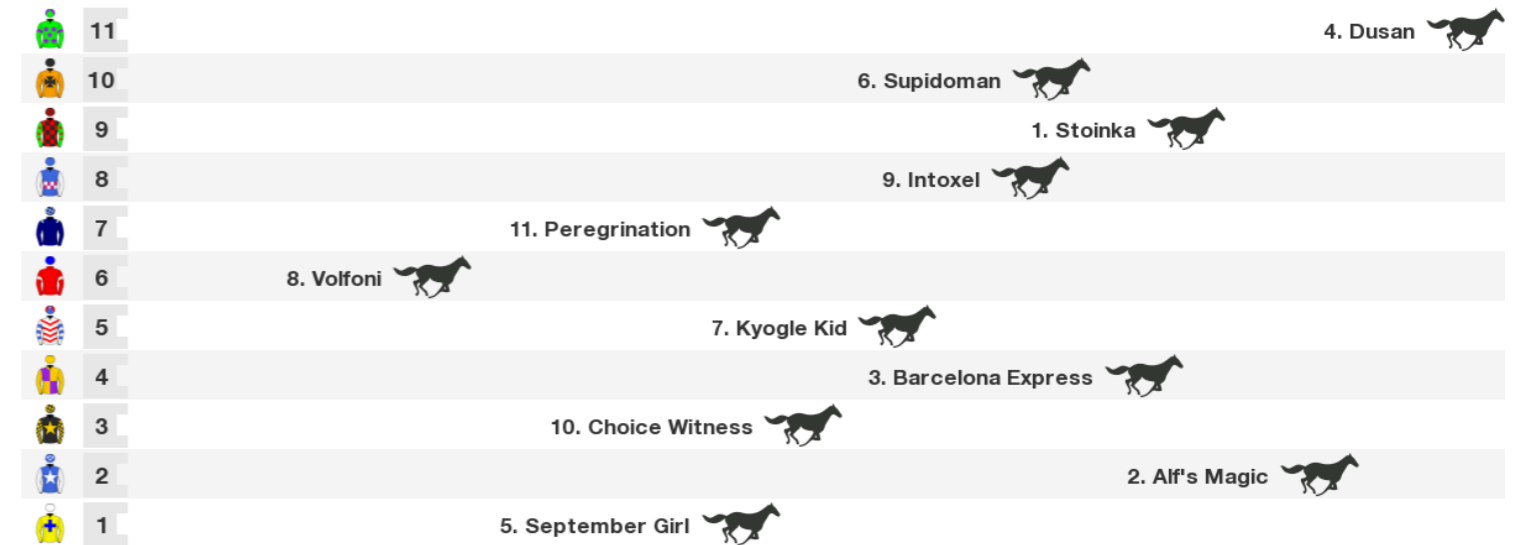 11 4. Dusan
10 6. Supidoman
9 1. Stoinka
8 9. Intoxel
7 11. Peregrination
6 8. Volfoni
5 7. Kyogle Kid
4 3. Barcelona Express
3 10. Choice Witness
2 2. Alf's Magic
1 5. September Girl